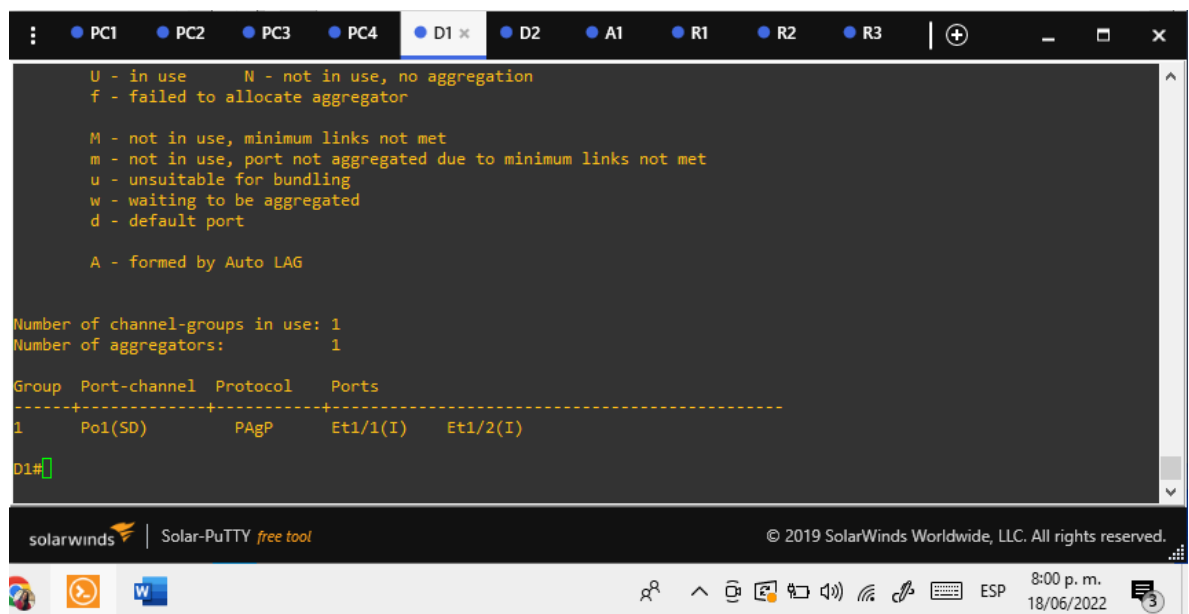 PC1 PC2 PC3 PC4 D1 × D2 A1 R1 R2 R3
U - in use      N - not in use, no aggregation
f - failed to allocate aggregator
M - not in use, minimum links not met
m - not in use, port not aggregated due to minimum links not met
u - unsuitable for bundling
w - waiting to be aggregated
d - default port
A - formed by Auto LAG
Number of channel-groups in use: 1
Number of aggregators:           1
Group  Port-channel  Protocol    Ports
------+-------------+-----------+-----------------------------------------------
1      Po1(SD)         PAgP      Et1/1(I)    Et1/2(I)
D1#
solarwinds Solar-PuTTY free tool © 2019 SolarWinds Worldwide, LLC. All rights reserved.
W ESP 8:00 p. m.
18/06/2022 3